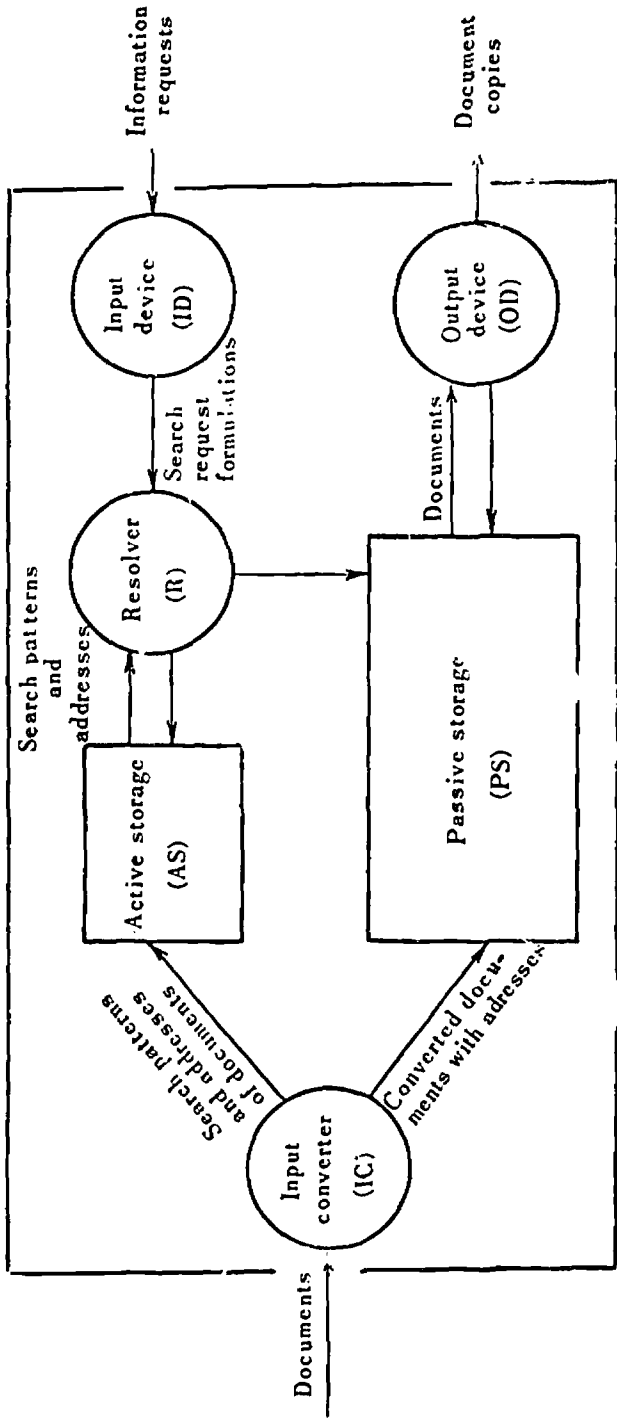 Documents
Input
converter
(IC)
Search patterns
and addresses
of documents
Converted docu-
ments with adresses
Active storage
(AS)
Search patterns
and
addresses
Resolver
(R)
Search
request
formulations
Input
device
(ID)
Information
requests
Passive storage
(PS)
Documents
Output
device
(OD)
Document
copies